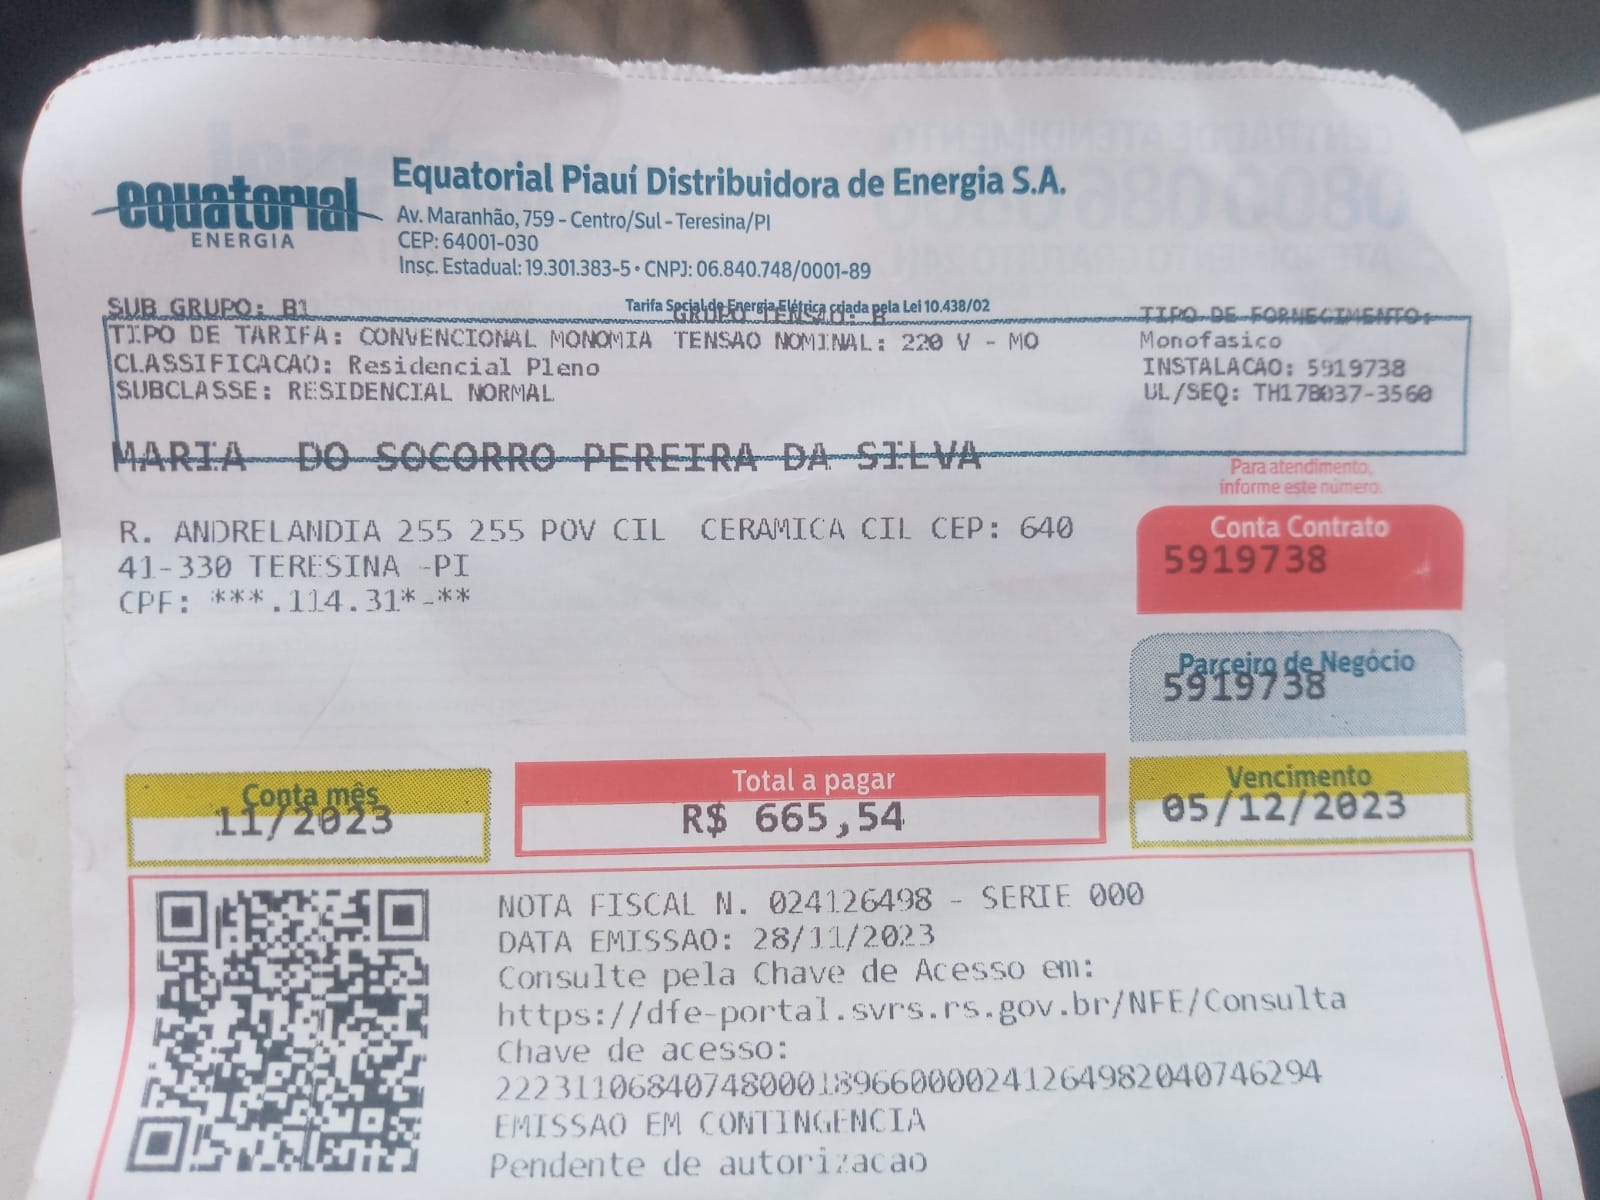 equatorial
ENERGIA
Equatorial Piauí Distribuidora de Energia S.A.
Av. Maranhão, 759 - Centro/Sul - Teresina/PI
CEP: 64001-030
Insc. Estadual: 19.301.383-5 • CNPJ: 06.840.748/0001-89
Tarifa Social de Energia Elétrica criada pela Lei 10.438/02
SUB GRUPO: B1 GRUPO TENSAO: B TIPO DE FORNECIMENTO:
TIPO DE TARIFA: CONVENCIONAL MONOMIA TENSAO NOMINAL: 220 V - MO Monofasico
CLASSIFICACAO: Residencial Pleno INSTALACAO: 5919738
SUBCLASSE: RESIDENCIAL NORMAL UL/SEQ: TH17B037-3560
MARIA DO SOCORRO PEREIRA DA SILVA
Para atendimento,
informe este número.
R. ANDRELANDIA 255 255 POV CIL CERAMICA CIL CEP: 640
41-330 TERESINA -PI
CPF: ***.114.31*-**
Conta Contrato
5919738
Parceiro de Negócio
5919738
Conta mês
11/2023
Total a pagar
R$ 665,54
Vencimento
05/12/2023
NOTA FISCAL N. 024126498 - SERIE 000
DATA EMISSAO: 28/11/2023
Consulte pela Chave de Acesso em:
https://dfe-portal.svrs.rs.gov.br/NFE/Consulta
Chave de acesso:
22231106840748000189660000241264982040746294
EMISSAO EM CONTINGENCIA
Pendente de autorizacao